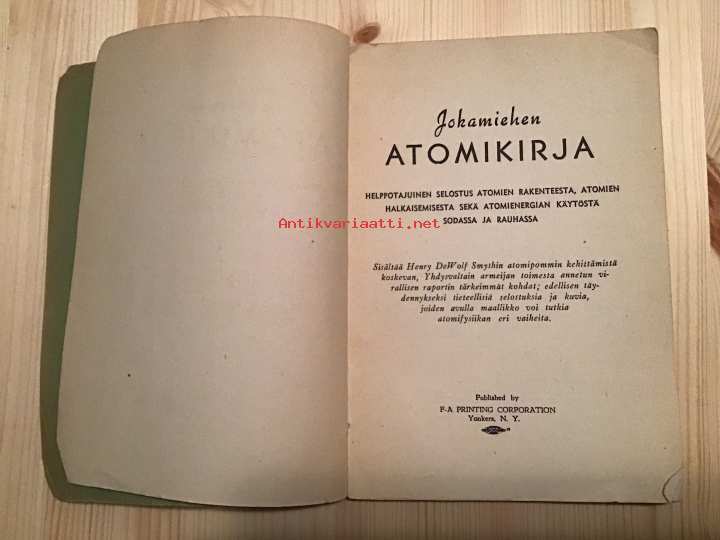 Jokamiehen
ATOMIKIRJA
HELPPOTAJUINEN SELOSTUS ATOMIEN RAKENTEESTA, ATOMIEN
HALKAISEMISESTA SEKÄ ATOMIENERGIAN KÄYTÖSTÄ
SODASSA JA RAUHASSA
Antikvariaatti.net
Sisältää Henry DeWolf Smythin atomipommin kehittämistä
koskevan, Yhdysvaltain armeijan toimesta annetun vi-
rallisen raportin tärkeimmät kohdat; edellisen täy-
dennykseksi tieteellisiä selostuksia ja kuvia,
joiden avulla maallikko voi tutkia
atomifysiikan eri vaiheita.
Published by
F-A PRINTING CORPORATION
Yonkers, N. Y.